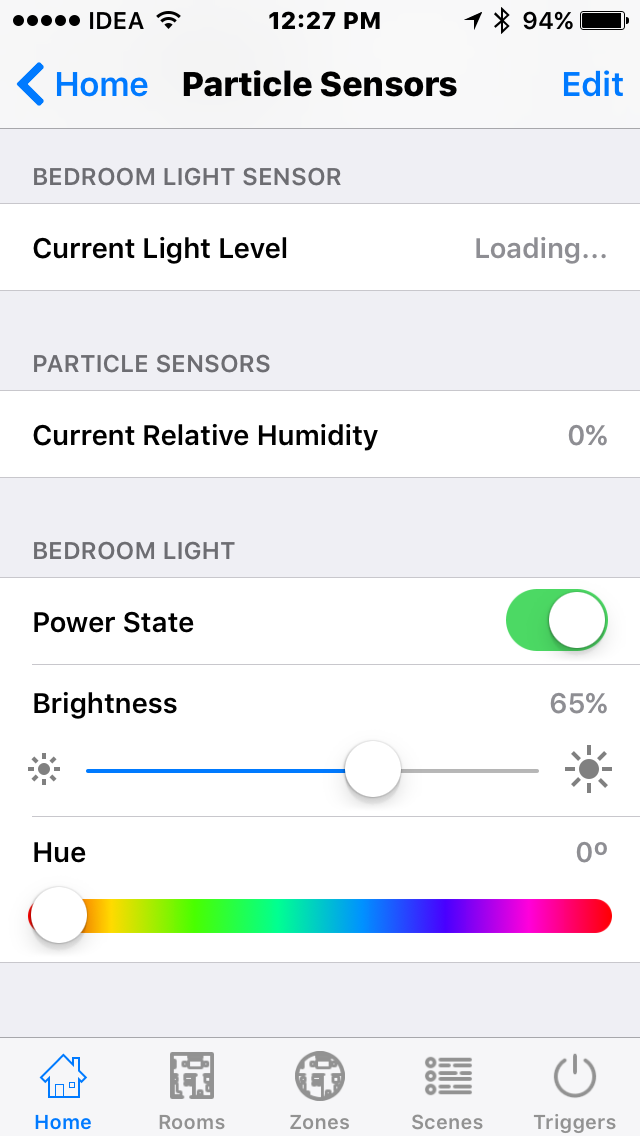 IDEA 12:27 PM 94%
Home Particle Sensors Edit
BEDROOM LIGHT SENSOR
Current Light Level Loading...
PARTICLE SENSORS
Current Relative Humidity 0%
BEDROOM LIGHT
Power State
Brightness 65%
Hue 0º
Home Rooms Zones Scenes Triggers